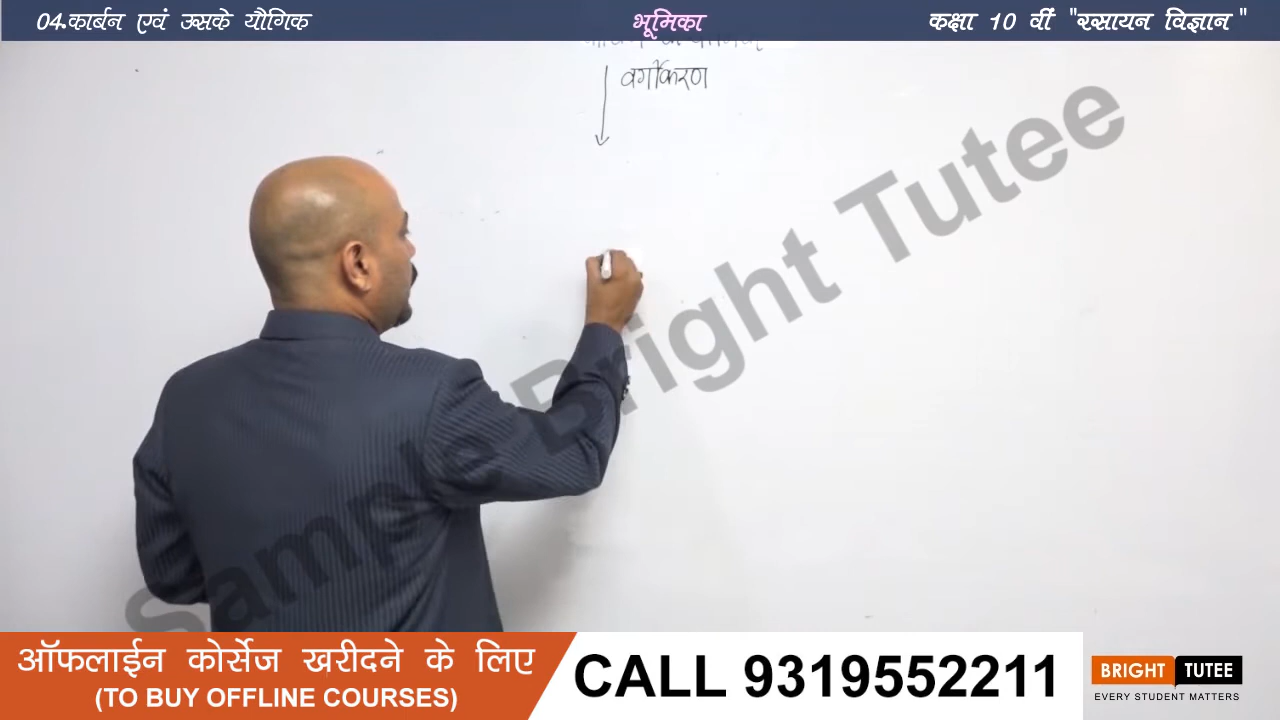 04.कार्बन एवं उसके यौगिक
भूमिका
कक्षा 10 वीं "रसायन विज्ञान"
वर्गीकरण
Sample Bright Tutee
ऑफलाईन कोर्सेज खरीदने के लिए
(TO BUY OFFLINE COURSES)
CALL 9319552211
BRIGHT TUTEE
EVERY STUDENT MATTERS